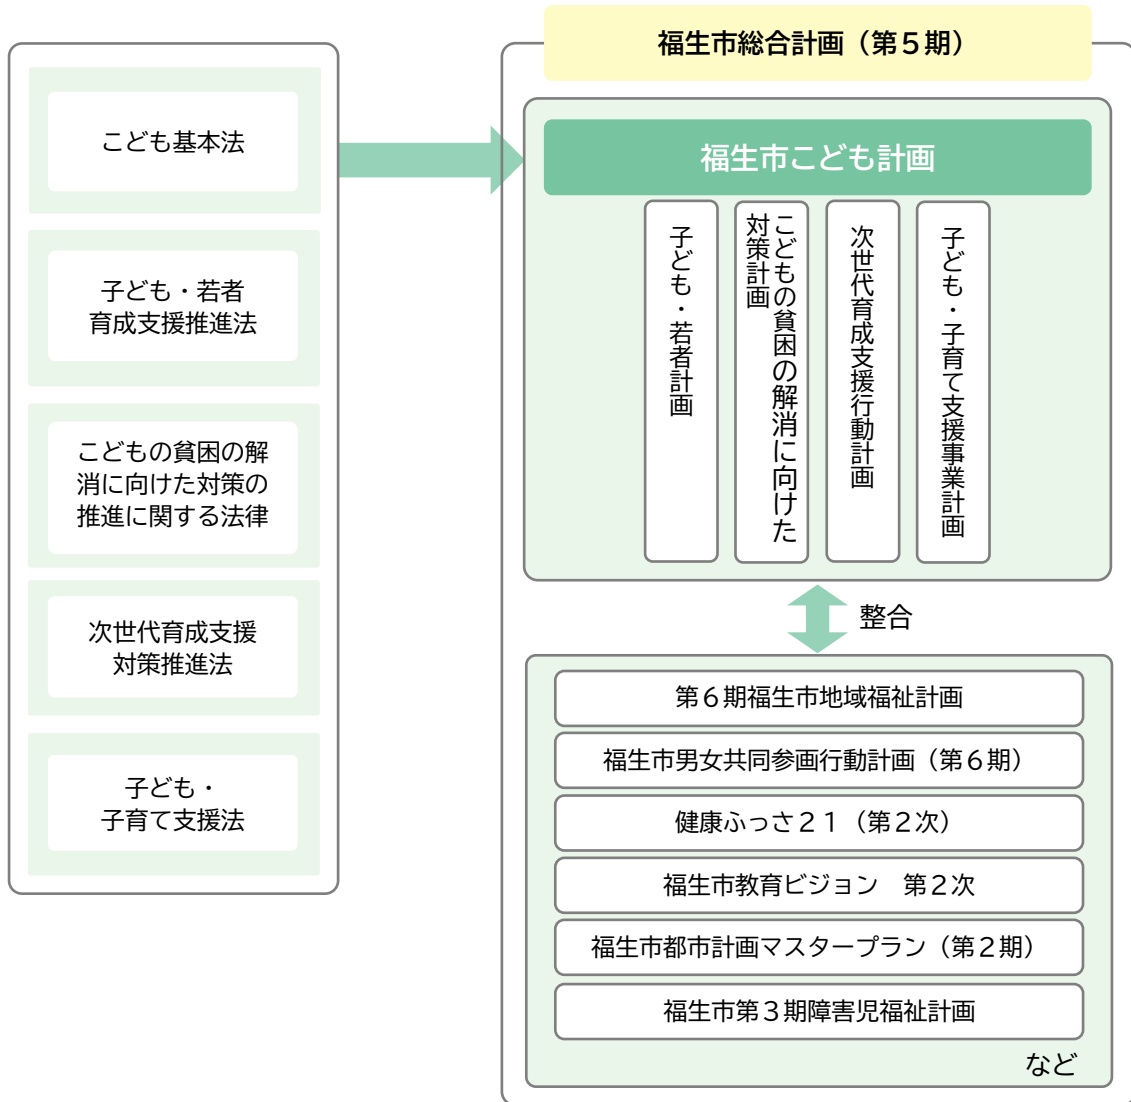 こども基本法
子ども・若者
育成支援推進法
こどもの貧困の解
消に向けた対策の
推進に関する法律
次世代育成支援
対策推進法
子ども・
子育て支援法
福生市総合計画（第５期）
福生市こども計画
子ども・若者計画
こどもの貧困の解消に向けた
対策計画
次世代育成支援行動計画
子ども・子育て支援事業計画
整合
第６期福生市地域福祉計画
福生市男女共同参画行動計画（第６期）
健康ふっさ２１（第２次）
福生市教育ビジョン　第２次
福生市都市計画マスタープラン（第２期）
福生市第３期障害児福祉計画
など